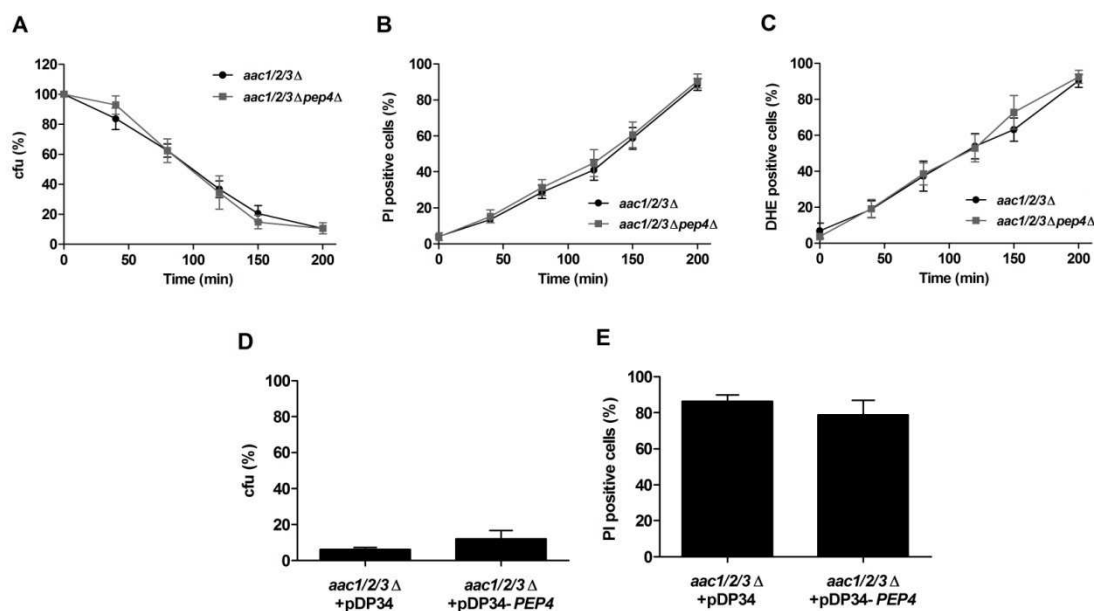 A
cfu (%)
120
100
80
60
40
20
0
0 50 100 150 200
Time (min)
aac1/2/3Δ
aac1/2/3Δpep4Δ
B
PI positive cells (%)
100
80
60
40
20
0
0 50 100 150 200
Time (min)
aac1/2/3Δ
aac1/2/3Δpep4Δ
C
DHE positive cells (%)
100
80
60
40
20
0
0 50 100 150 200
Time (min)
aac1/2/3Δ
aac1/2/3Δpep4Δ
D
cfu (%)
100
80
60
40
20
0
aac1/2/3Δ aac1/2/3Δ
+pDP34 +pDP34-PEP4
E
PI positive cells (%)
100
80
60
40
20
0
aac1/2/3Δ aac1/2/3Δ
+pDP34 +pDP34-PEP4